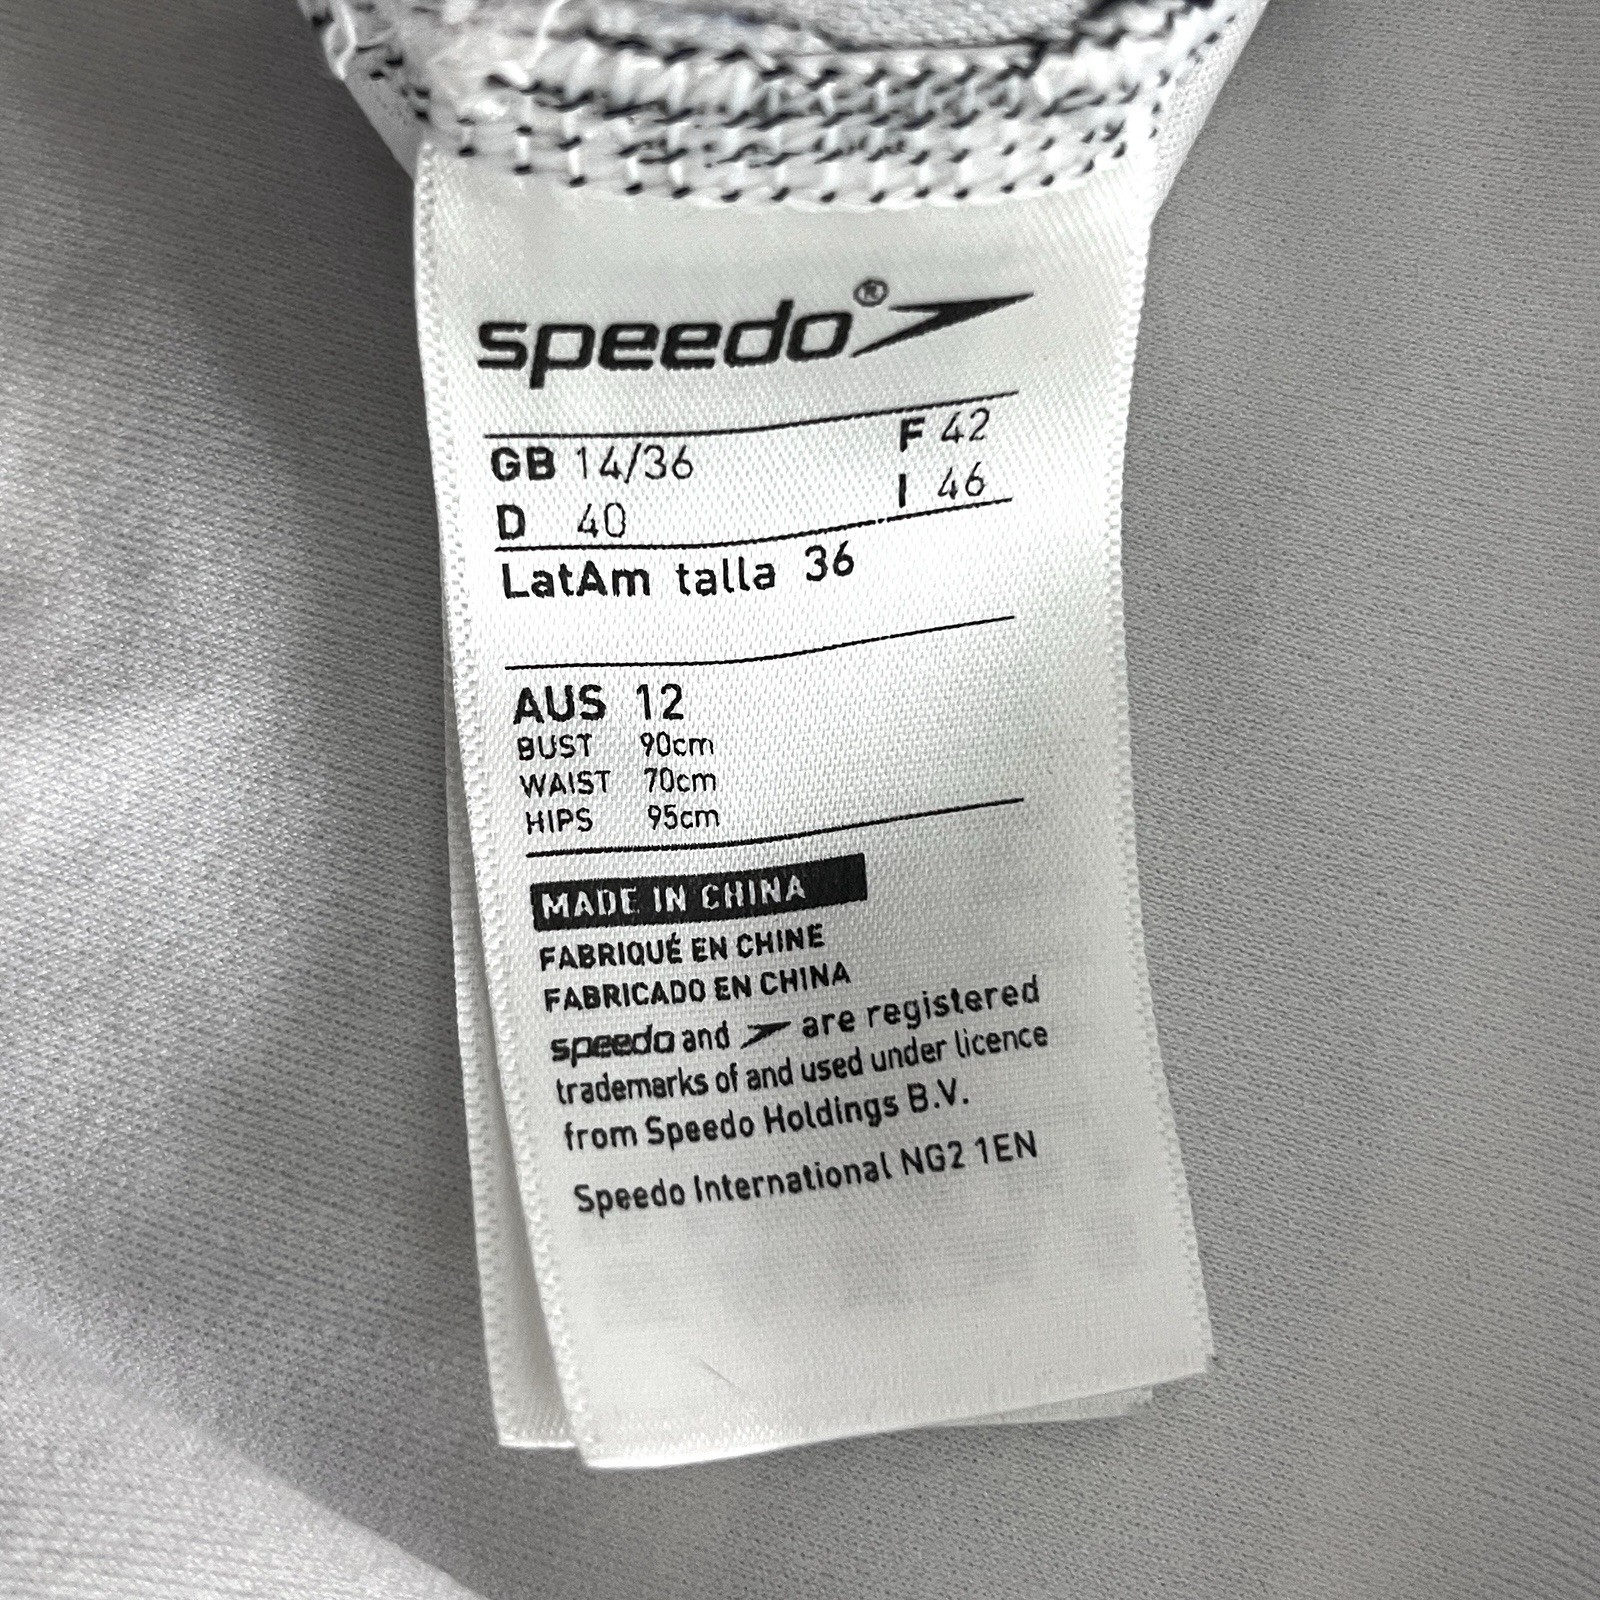 speedo®
GB 14/36 F 42
D 40 I 46
LatAm talla 36
AUS 12
BUST 90cm
WAIST 70cm
HIPS 95cm
MADE IN CHINA
FABRIQUÉ EN CHINE
FABRICADO EN CHINA
speedo and are registered
trademarks of and used under licence
from Speedo Holdings B.V.
Speedo International NG2 1EN